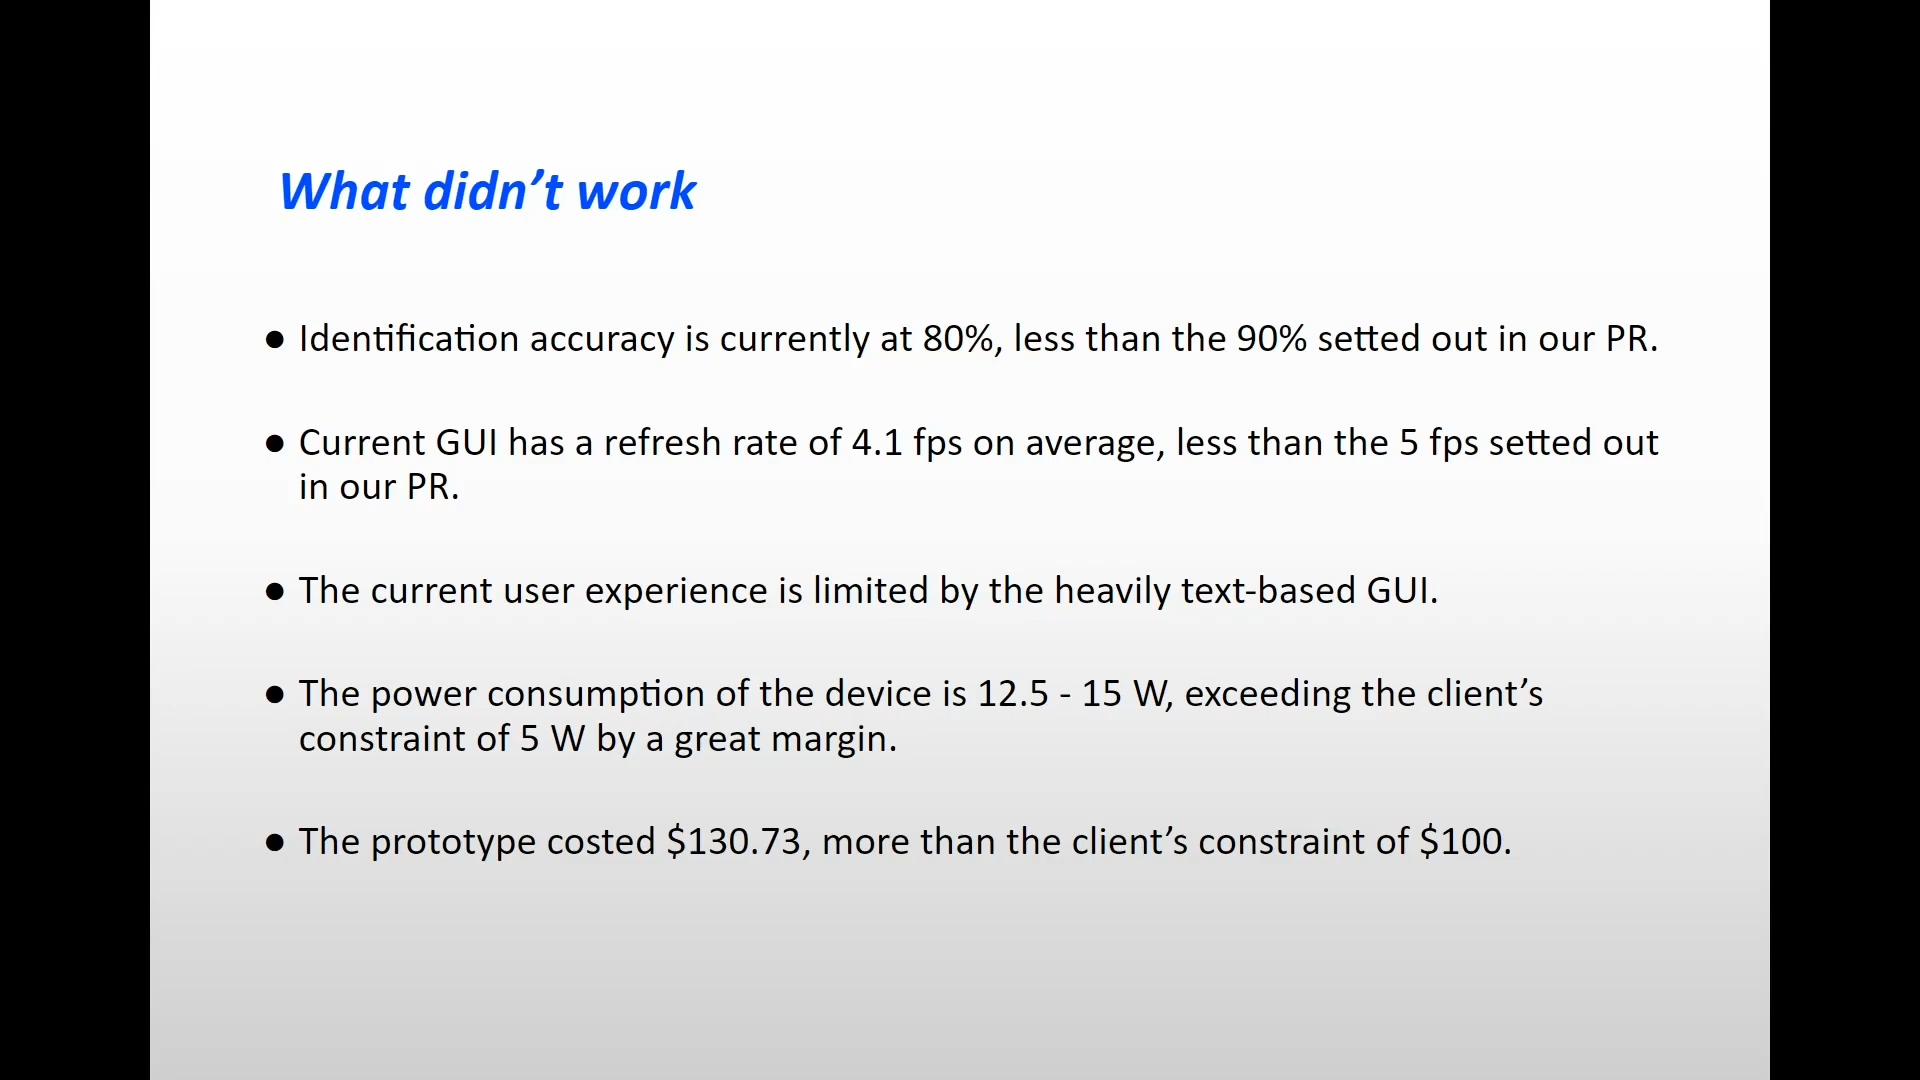 What didn’t work
● Identification accuracy is currently at 80%, less than the 90% setted out in our PR.
● Current GUI has a refresh rate of 4.1 fps on average, less than the 5 fps setted out
in our PR.
● The current user experience is limited by the heavily text-based GUI.
● The power consumption of the device is 12.5 - 15 W, exceeding the client’s
constraint of 5 W by a great margin.
● The prototype costed $130.73, more than the client’s constraint of $100.